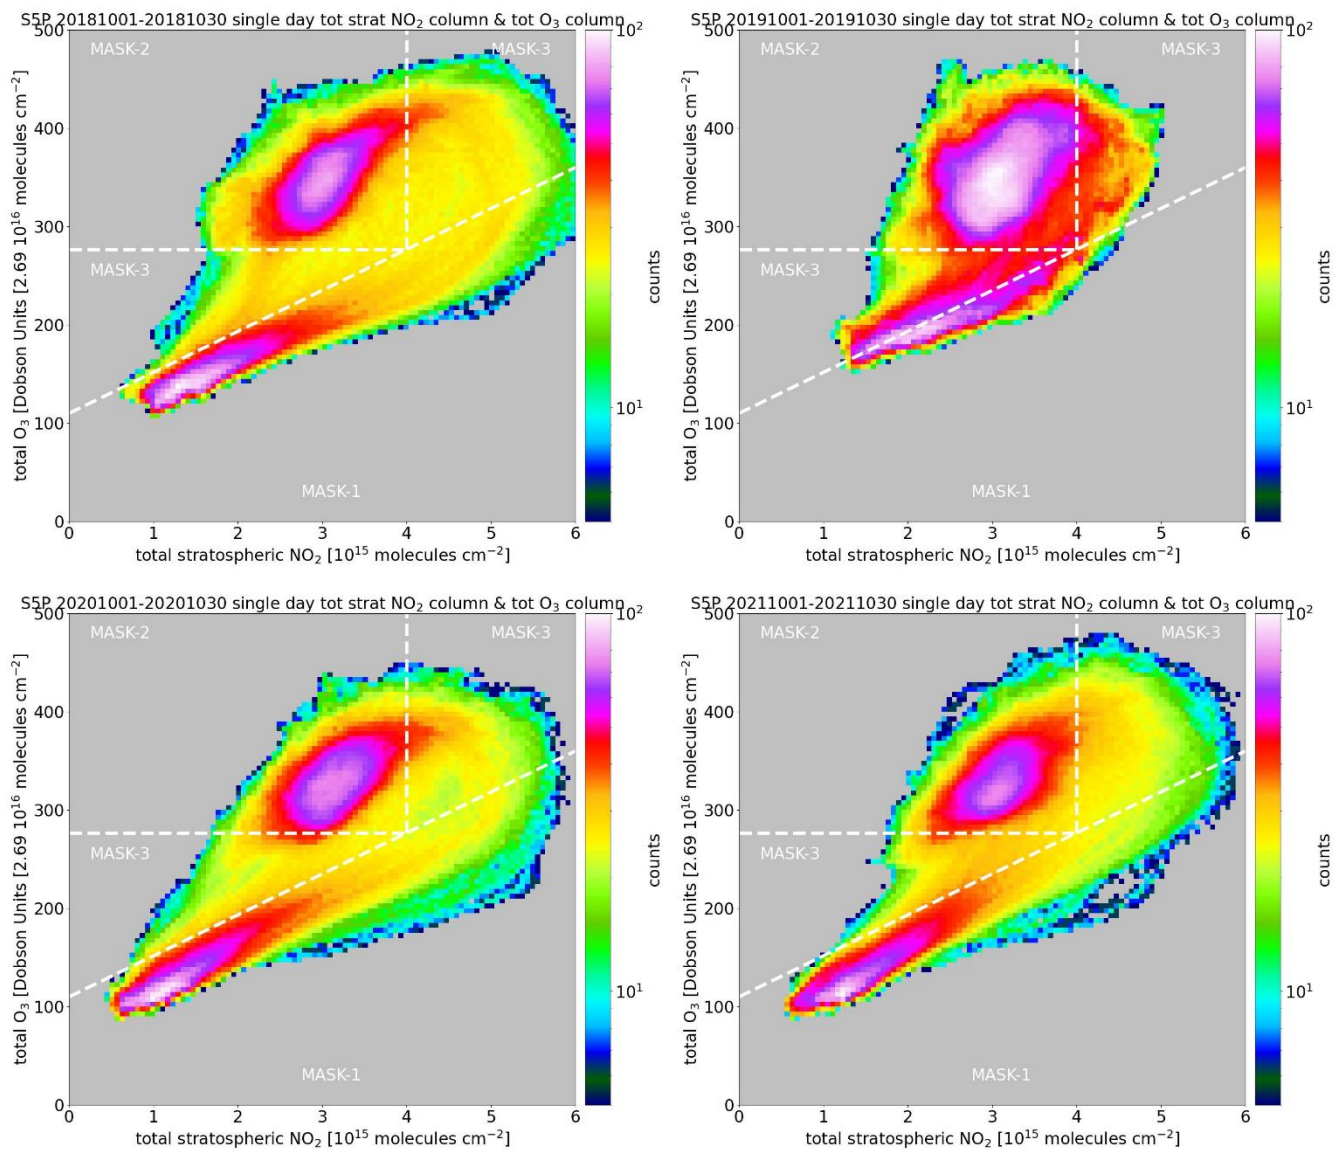 S5P 20181001-20181030 single day tot strat NO₂ column & tot O₃ column
500
400
300
200
100
0
total O₃ [Dobson Units [2.69 10¹⁶ molecules cm⁻²]
MASK-2
MASK-3
MASK-3
MASK-1
0 1 2 3 4 5 6
total stratospheric NO₂ [10¹⁵ molecules cm⁻²]
10²
10¹
counts
S5P 20191001-20191030 single day tot strat NO₂ column & tot O₃ column
500
400
300
200
100
0
total O₃ [Dobson Units [2.69 10¹⁶ molecules cm⁻²]
MASK-2
MASK-3
MASK-3
MASK-1
0 1 2 3 4 5 6
total stratospheric NO₂ [10¹⁵ molecules cm⁻²]
10²
10¹
counts
S5P 20201001-20201030 single day tot strat NO₂ column & tot O₃ column
500
400
300
200
100
0
total O₃ [Dobson Units [2.69 10¹⁶ molecules cm⁻²]
MASK-2
MASK-3
MASK-3
MASK-1
0 1 2 3 4 5 6
total stratospheric NO₂ [10¹⁵ molecules cm⁻²]
10²
10¹
counts
S5P 20211001-20211030 single day tot strat NO₂ column & tot O₃ column
500
400
300
200
100
0
total O₃ [Dobson Units [2.69 10¹⁶ molecules cm⁻²]
MASK-2
MASK-3
MASK-3
MASK-1
0 1 2 3 4 5 6
total stratospheric NO₂ [10¹⁵ molecules cm⁻²]
10²
10¹
counts